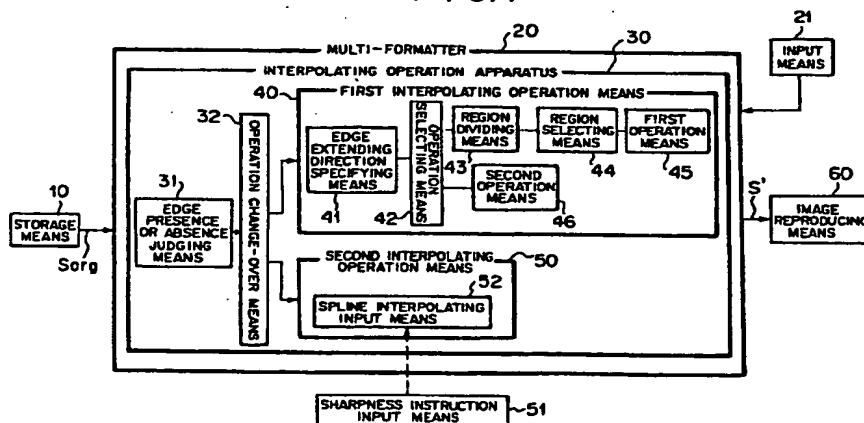 20
MULTI-FORMATTER
21
INPUT
MEANS
30
INTERPOLATING OPERATION APPARATUS
40
FIRST INTERPOLATING OPERATION MEANS
32
OPERATION CHANGE-OVER MEANS
EDGE
EXTENDING
DIRECTION
SPECIFYING
MEANS
41
OPERATION
SELECTING MEANS
42
REGION
DIVIDING
MEANS
43
REGION
SELECTING
MEANS
44
FIRST
OPERATION
MEANS
45
SECOND
OPERATION
MEANS
46
31
EDGE
PRESENCE
OR ABSENCE
JUDGING
MEANS
10
STORAGE
MEANS
Sorg
S'
60
IMAGE
REPRODUCING
MEANS
SECOND INTERPOLATING
OPERATION MEANS
50
52
SPLINE INTERPOLATING
INPUT MEANS
SHARPNESS INSTRUCTION
INPUT MEANS
51